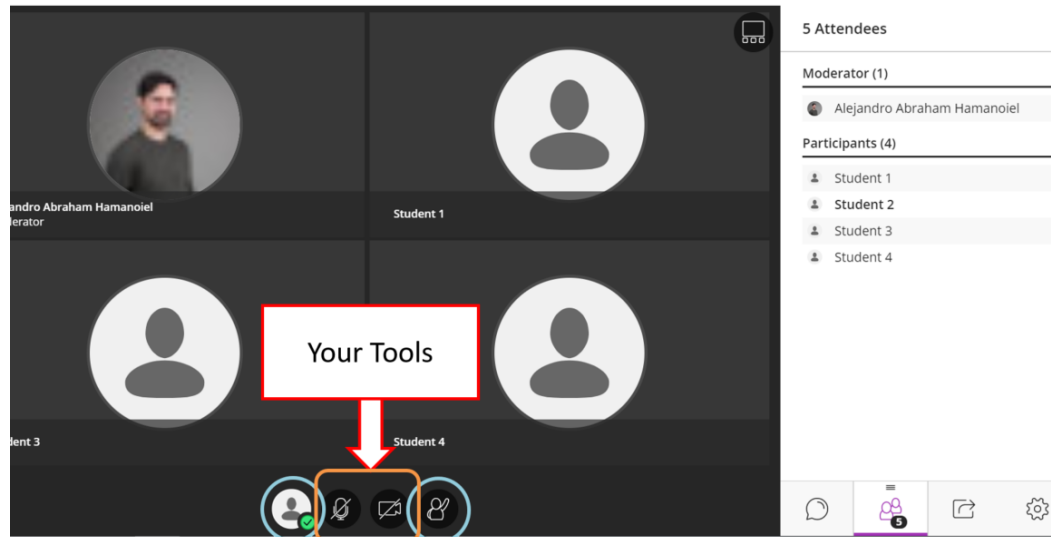 5 Attendees
Moderator (1)
Alejandro Abraham Hamanoiel
Participants (4)
Student 1
Student 2
Student 3
Student 4
andro Abraham Hamanoiel
lerator
Student 1
Your Tools
dent 3
Student 4
5